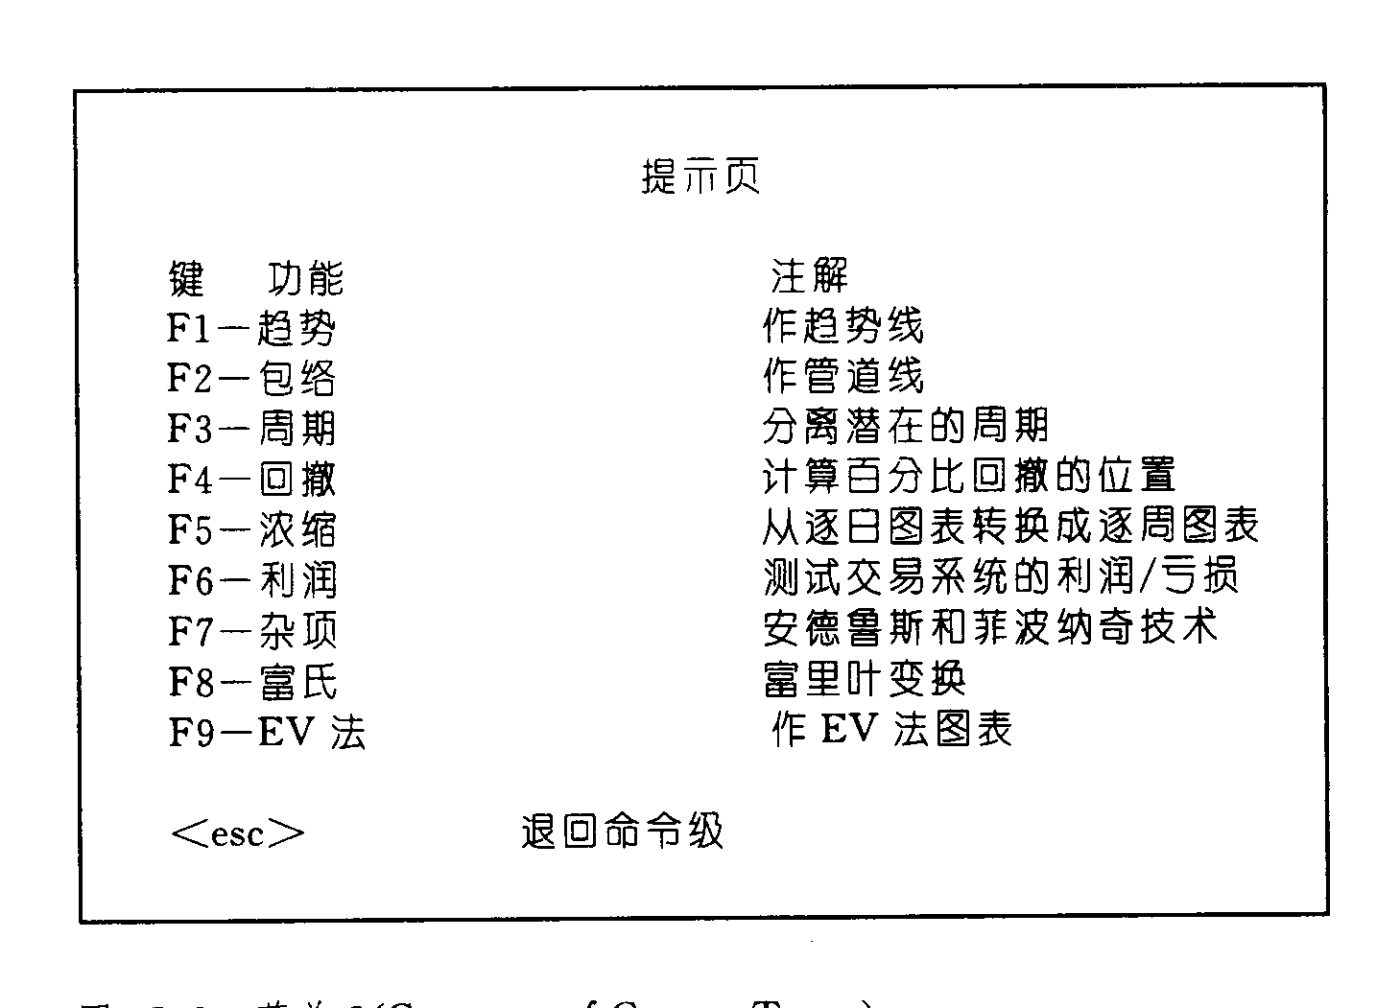 提示页
键 功能 注解
F1—趋势 作趋势线
F2—包络 作管道线
F3—周期 分离潜在的周期
F4—回撤 计算百分比回撤的位置
F5—浓缩 从逐日图表转换成逐周图表
F6—利润 测试交易系统的利润/亏损
F7—杂项 安德鲁斯和菲波纳奇技术
F8—富氏 富里叶变换
F9—EV 法 作 EV 法图表
<esc> 退回命令级